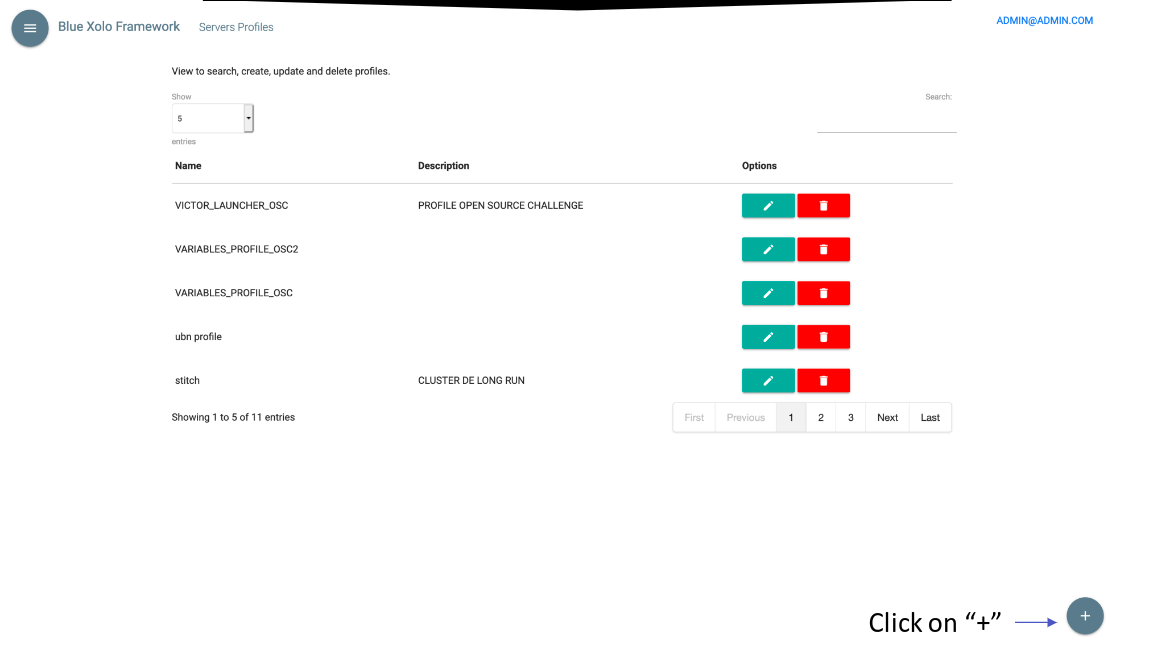 Blue Xolo Framework Servers Profiles ADMIN@ADMIN.COM
View to search, create, update and delete profiles.
Show Search:
5
entries
Name Description Options
VICTOR_LAUNCHER_OSC PROFILE OPEN SOURCE CHALLENGE
VARIABLES_PROFILE_OSC2
VARIABLES_PROFILE_OSC
ubn profile
stitch CLUSTER DE LONG RUN
Showing 1 to 5 of 11 entries First Previous 1 2 3 Next Last
Click on “+” +